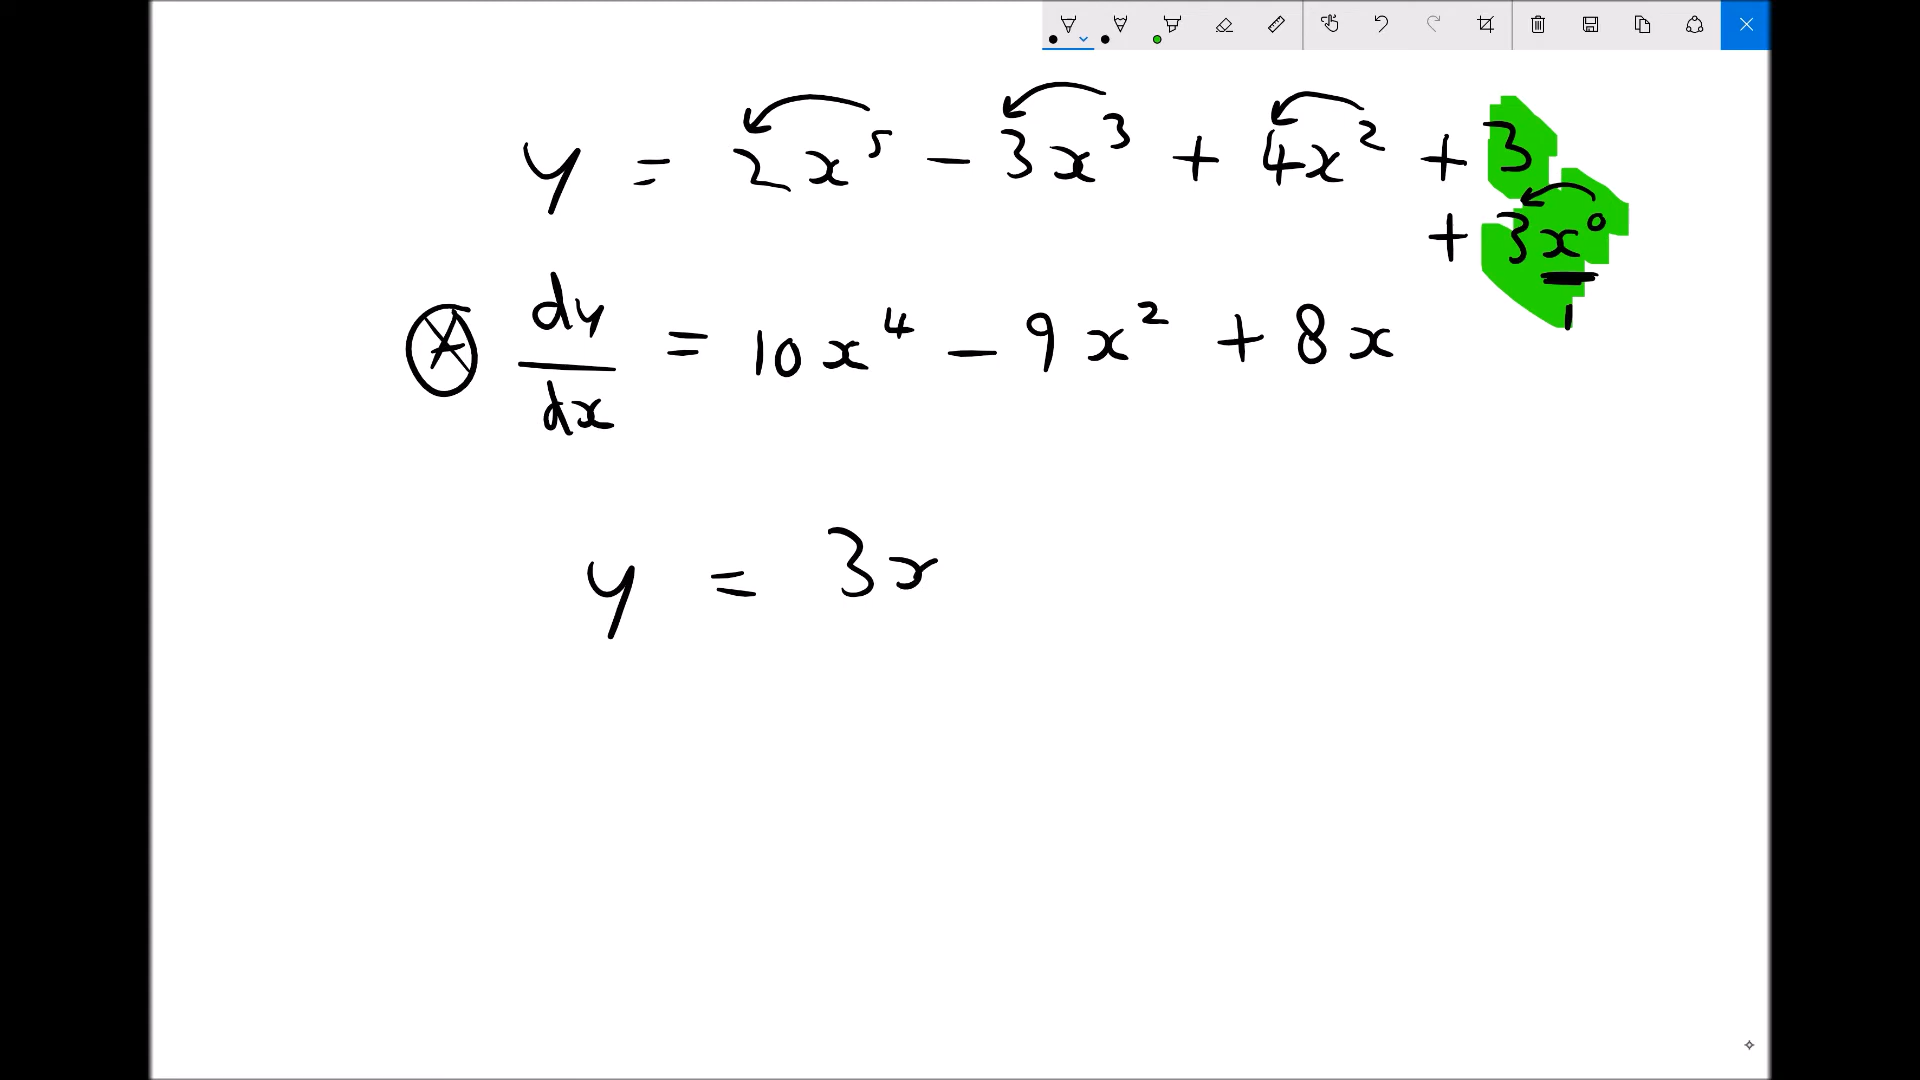 y = 2x⁵ - 3x³ + 4x² + 3
+ 3x⁰
1
dy/dx = 10x⁴ - 9x² + 8x
y = 3x